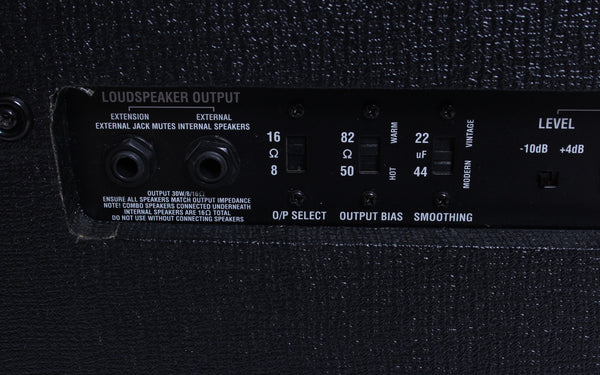 LOUDSPEAKER OUTPUT
EXTENSION EXTERNAL
EXTERNAL JACK MUTES INTERNAL SPEAKERS
OUTPUT 30W/8/16Ω
ENSURE ALL SPEAKERS MATCH OUTPUT IMPEDANCE
NOTE! COMBO SPEAKERS CONNECTED UNDERNEATH
INTERNAL SPEAKERS ARE 16Ω TOTAL
DO NOT USE WITHOUT CONNECTING SPEAKERS
16
Ω
8
O/P SELECT
82
Ω
50
WARM
HOT
OUTPUT BIAS
22
uF
44
VINTAGE
MODERN
SMOOTHING
LEVEL
-10dB +4dB